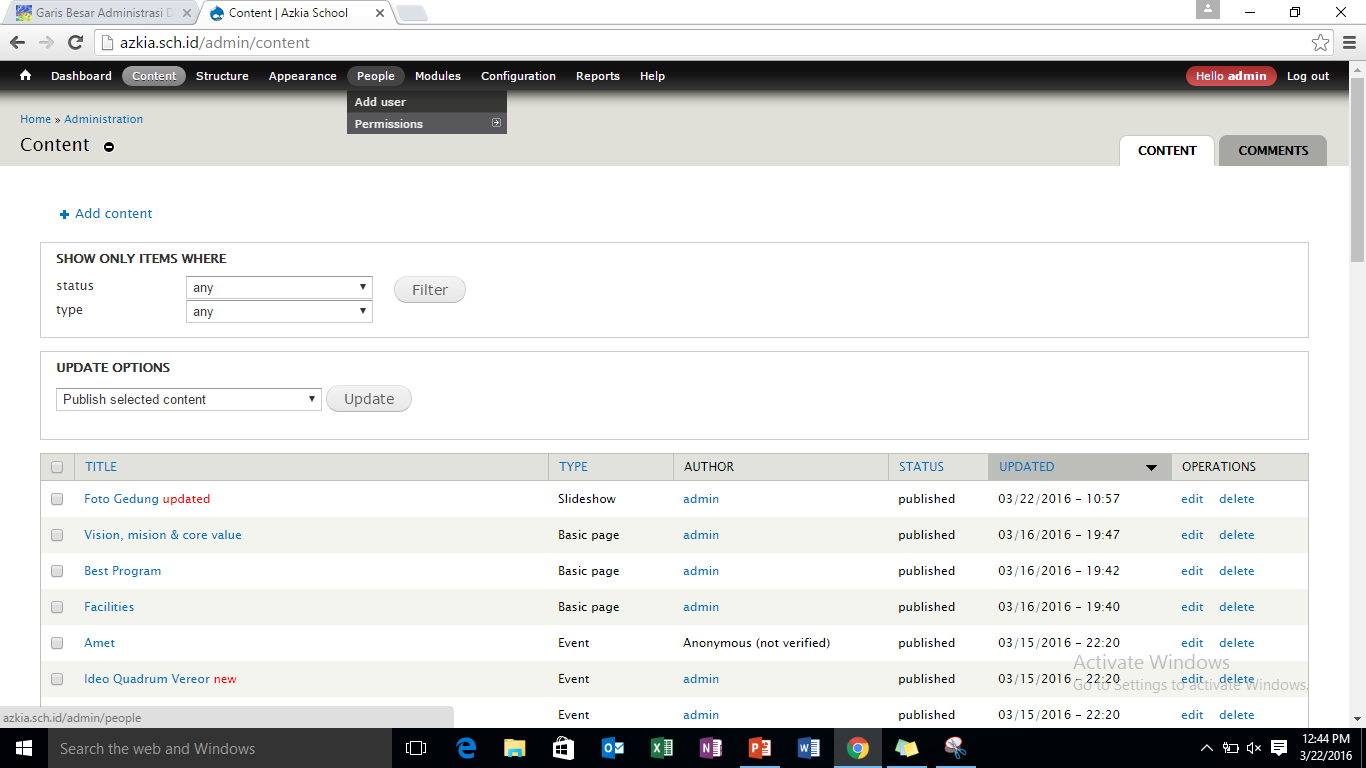 Garis Besar Administrasi D
Content | Azkia School
azkia.sch.id/admin/content
Dashboard Content Structure Appearance People Modules Configuration Reports Help Hello admin Log out
Add user
Permissions
Home » Administration
Content
CONTENT COMMENTS
Add content
SHOW ONLY ITEMS WHERE
status any Filter
type any
UPDATE OPTIONS
Publish selected content Update
TITLE TYPE AUTHOR STATUS UPDATED OPERATIONS
Foto Gedung updated Slideshow admin published 03/22/2016 - 10:57 edit delete
Vision, mision & core value Basic page admin published 03/16/2016 - 19:47 edit delete
Best Program Basic page admin published 03/16/2016 - 19:42 edit delete
Facilities Basic page admin published 03/16/2016 - 19:40 edit delete
Amet Event Anonymous (not verified) published 03/15/2016 - 22:20 edit delete
Activate Windows
Ideo Quadrum Vereor new Event admin published 03/15/2016 - 22:20 edit delete
Go to Settings to activate Windows.
Event admin published 03/15/2016 - 22:20 edit delete
azkia.sch.id/admin/people
Search the web and Windows
12:44 PM
3/22/2016